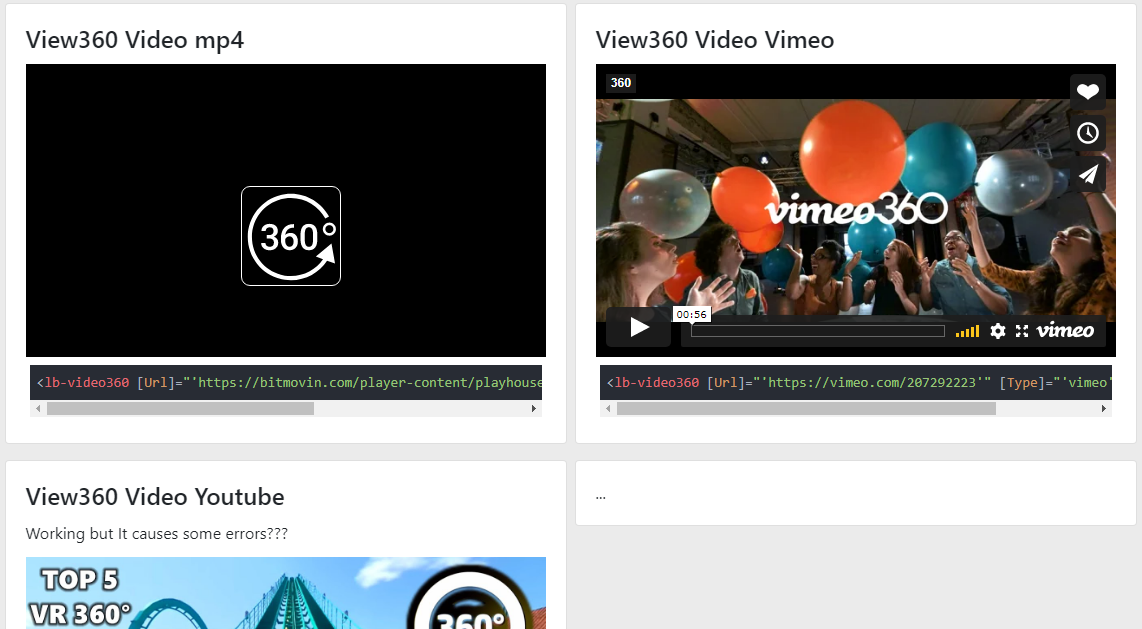 View360 Video mp4
360°
<lb-video360 [Url]="'https://bitmovin.com/player-content/playhouse
View360 Video Vimeo
360
vimeo360
00:56
vimeo
<lb-video360 [Url]="'https://vimeo.com/207292223'" [Type]="'vimeo'
View360 Video Youtube
Working but It causes some errors???
TOP 5
VR 360°
360°
...